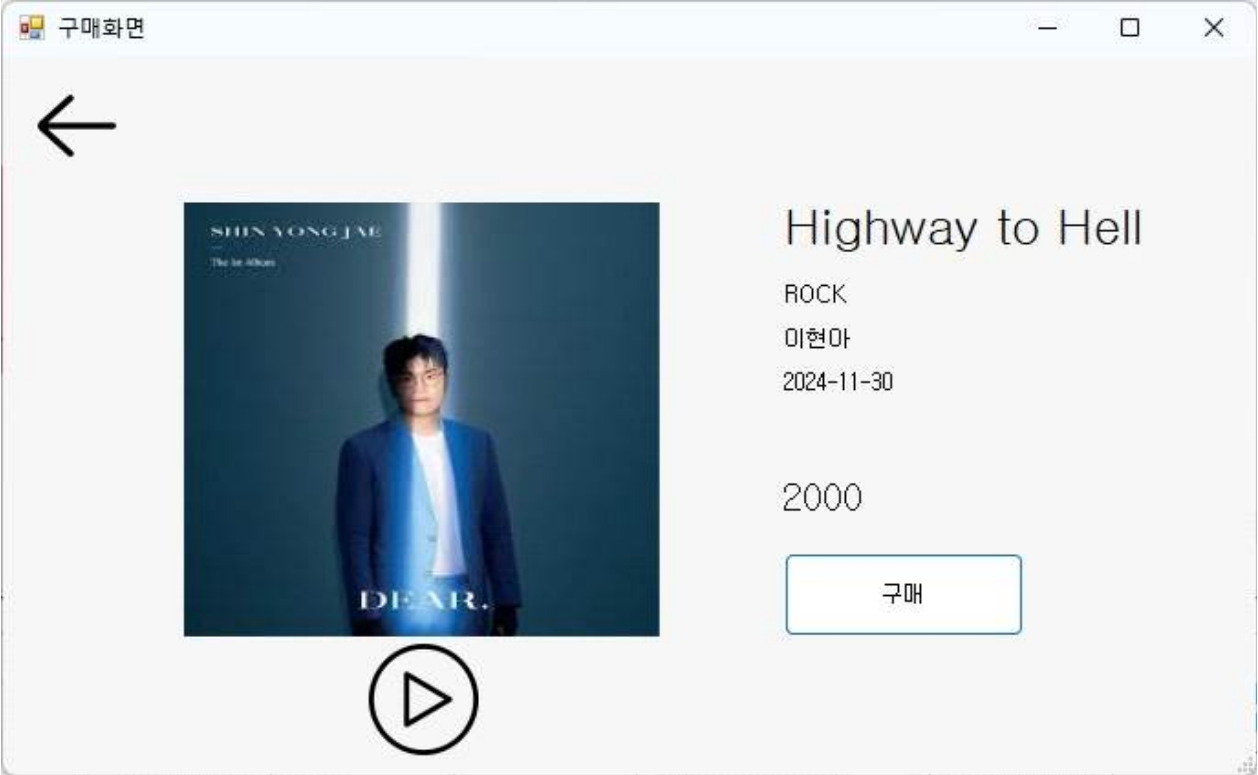 구매화면
SHIN YONG JAE
The 1st Album
DEAR.
Highway to Hell
ROCK
이현아
2024-11-30
2000
구매